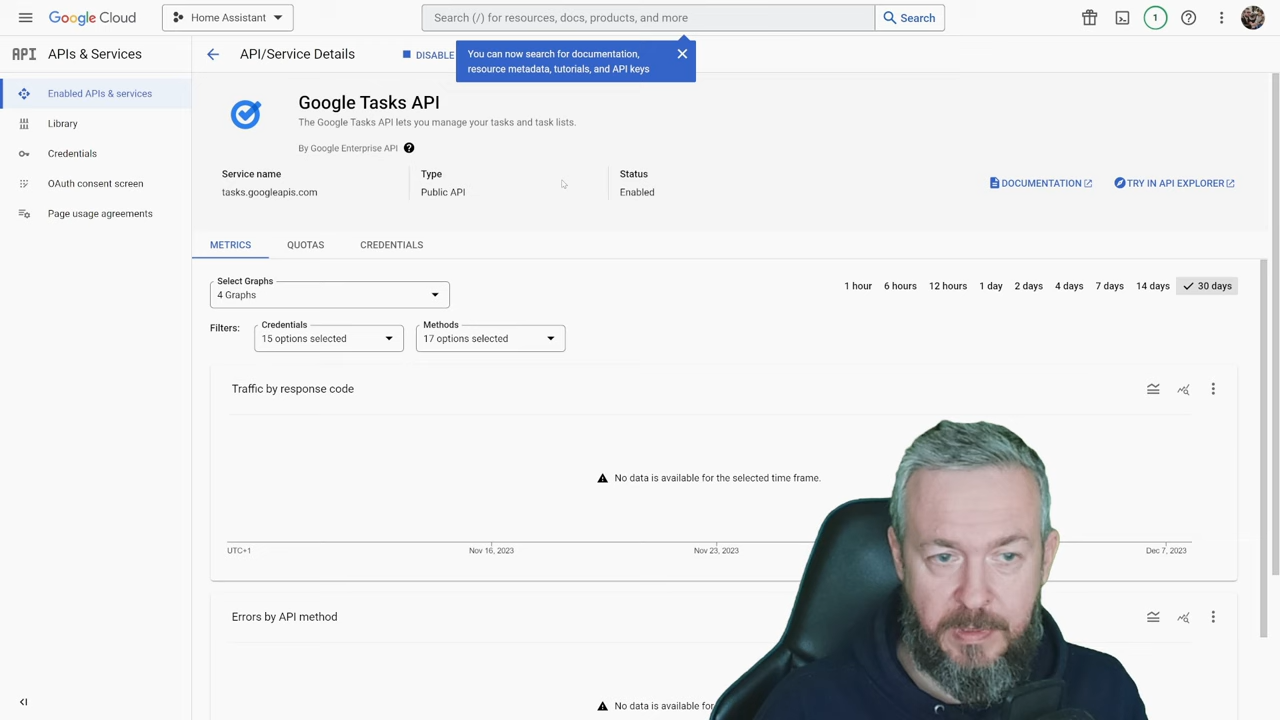 Google Cloud
Home Assistant
Search (/) for resources, docs, products, and more
Search
1
API APIs & Services
API/Service Details
DISABLE
You can now search for documentation,
resource metadata, tutorials, and API keys
Enabled APIs & services
Library
Credentials
OAuth consent screen
Page usage agreements
Google Tasks API
The Google Tasks API lets you manage your tasks and task lists.
By Google Enterprise API
Service name
tasks.googleapis.com
Type
Public API
Status
Enabled
DOCUMENTATION
TRY IN API EXPLORER
METRICS
QUOTAS
CREDENTIALS
Select Graphs
4 Graphs
1 hour 6 hours 12 hours 1 day 2 days 4 days 7 days 14 days 30 days
Filters:
Credentials
15 options selected
Methods
17 options selected
Traffic by response code
No data is available for the selected time frame.
UTC+1 Nov 16, 2023 Nov 23, 2023 Dec 7, 2023
Errors by API method
No data is available for